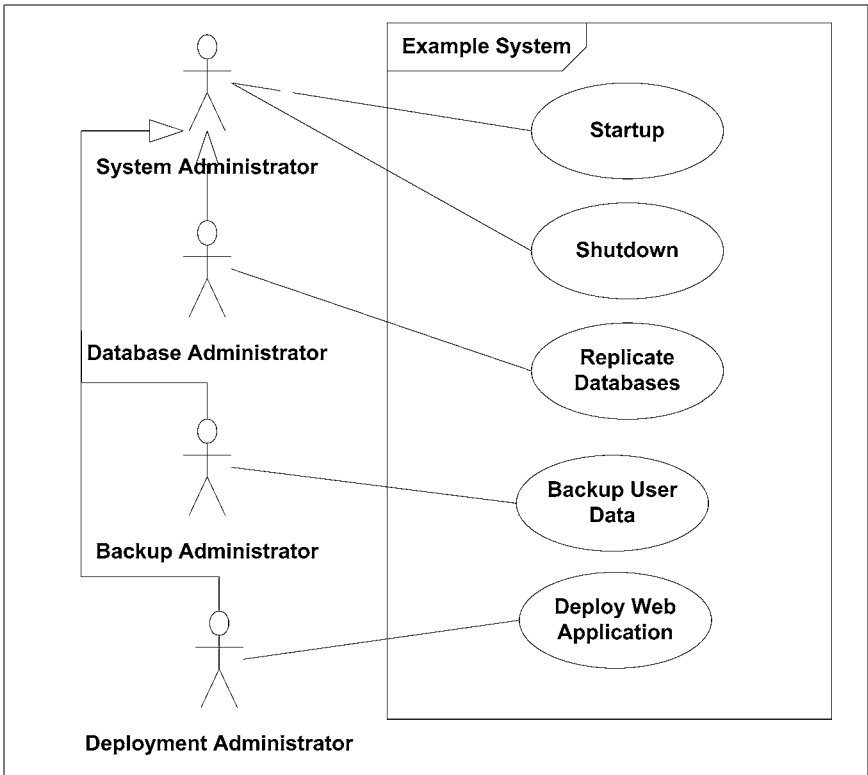 Example System
Startup
System Administrator
Shutdown
Database Administrator
Replicate
Databases
Backup User
Data
Backup Administrator
Deploy Web
Application
Deployment Administrator